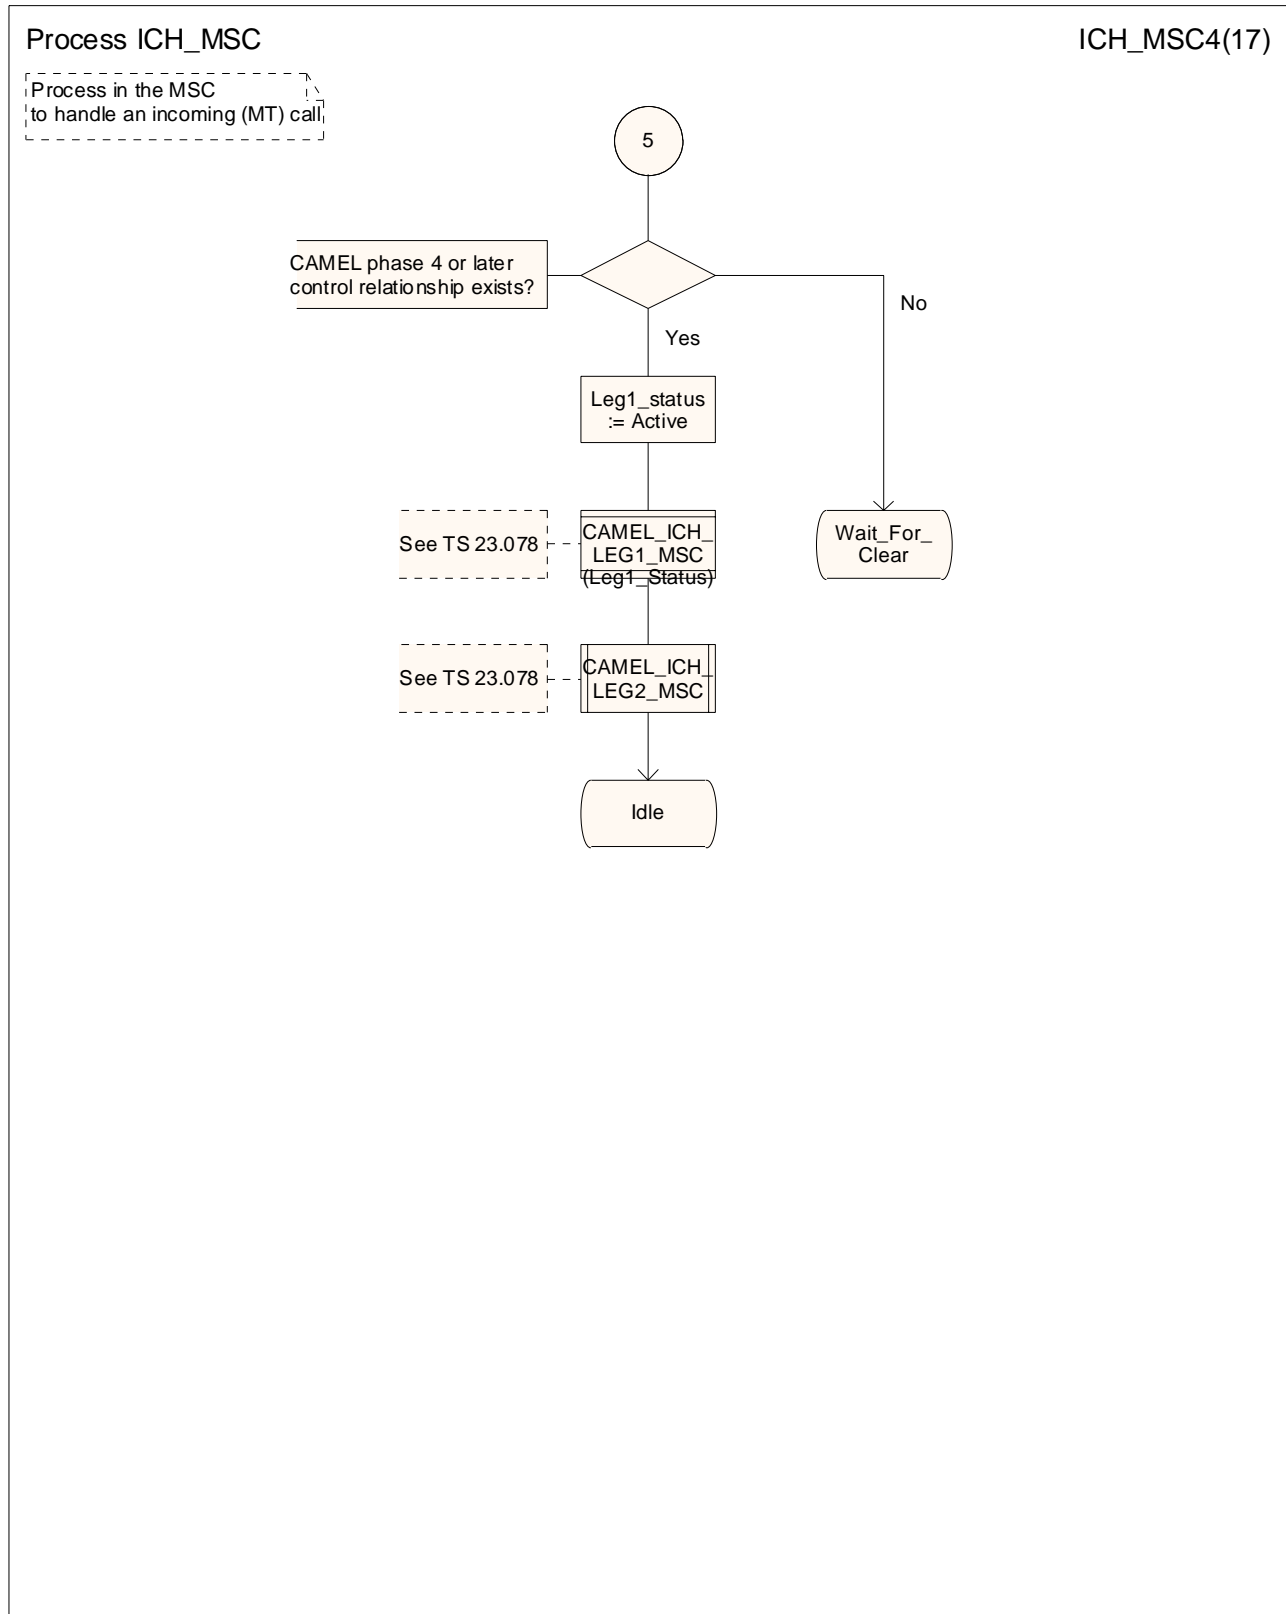 Process ICH_MSC
ICH_MSC4(17)
Process in the MSC
to handle an incoming (MT) call
5
CAMEL phase 4 or later
control relationship exists?
No
Yes
Leg1_status
:= Active
See TS 23.078
CAMEL_ICH_
LEG1_MSC
(Leg1_Status)
Wait_For_
Clear
See TS 23.078
CAMEL_ICH_
LEG2_MSC
Idle